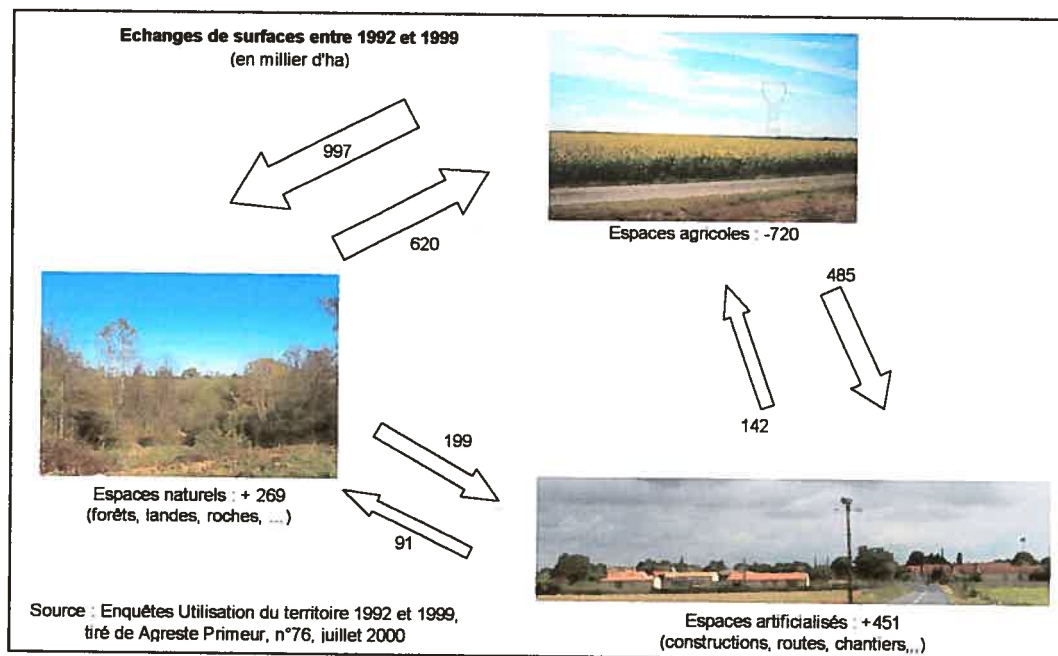 Echanges de surfaces entre 1992 et 1999
(en millier d'ha)
997
620
Espaces agricoles : -720
485
142
199
91
Espaces naturels : + 269
(forêts, landes, roches, ...)
Espaces artificialisés : +451
(constructions, routes, chantiers,...)
Source : Enquêtes Utilisation du territoire 1992 et 1999,
tiré de Agreste Primeur, n°76, juillet 2000